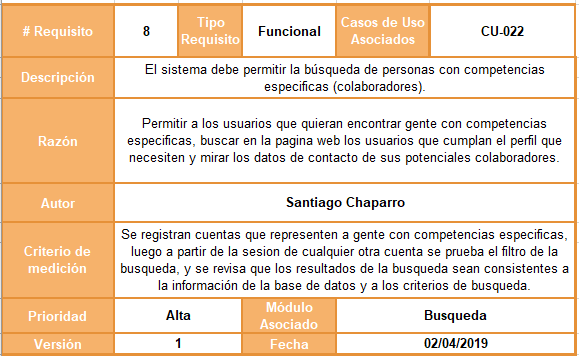 # Requisito 8 Tipo Requisito Funcional Casos de Uso Asociados CU-022
Descripción El sistema debe permitir la búsqueda de personas con competencias
especificas (colaboradores).
Razón Permitir a los usuarios que quieran encontrar gente con competencias
especificas, buscar en la pagina web los usuarios que cumplan el perfil que
necesiten y mirar los datos de contacto de sus potenciales colaboradores.
Autor Santiago Chaparro
Criterio de medición Se registran cuentas que representen a gente con competencias especificas,
luego a partir de la sesion de cualquier otra cuenta se prueba el filtro de la
busqueda, y se revisa que los resultados de la busqueda sean consistentes a
la información de la base de datos y a los criterios de busqueda.
Prioridad Alta Módulo Asociado Busqueda
Versión 1 Fecha 02/04/2019